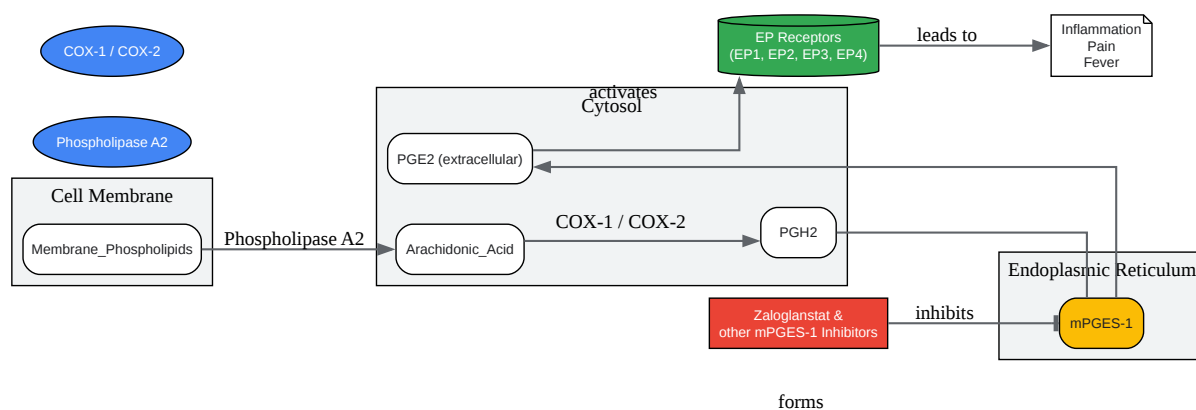 COX-1 / COX-2
EP Receptors
(EP1, EP2, EP3, EP4)
leads to
Inflammation
Pain
Fever
activates
Cytosol
Phospholipase A2
PGE2 (extracellular)
Cell Membrane
Membrane_Phospholipids
Phospholipase A2
Arachidonic_Acid
COX-1 / COX-2
PGH2
Endoplasmic Reticulum
Zaloglanstat &
other mPGES-1 Inhibitors
inhibits
mPGES-1
forms